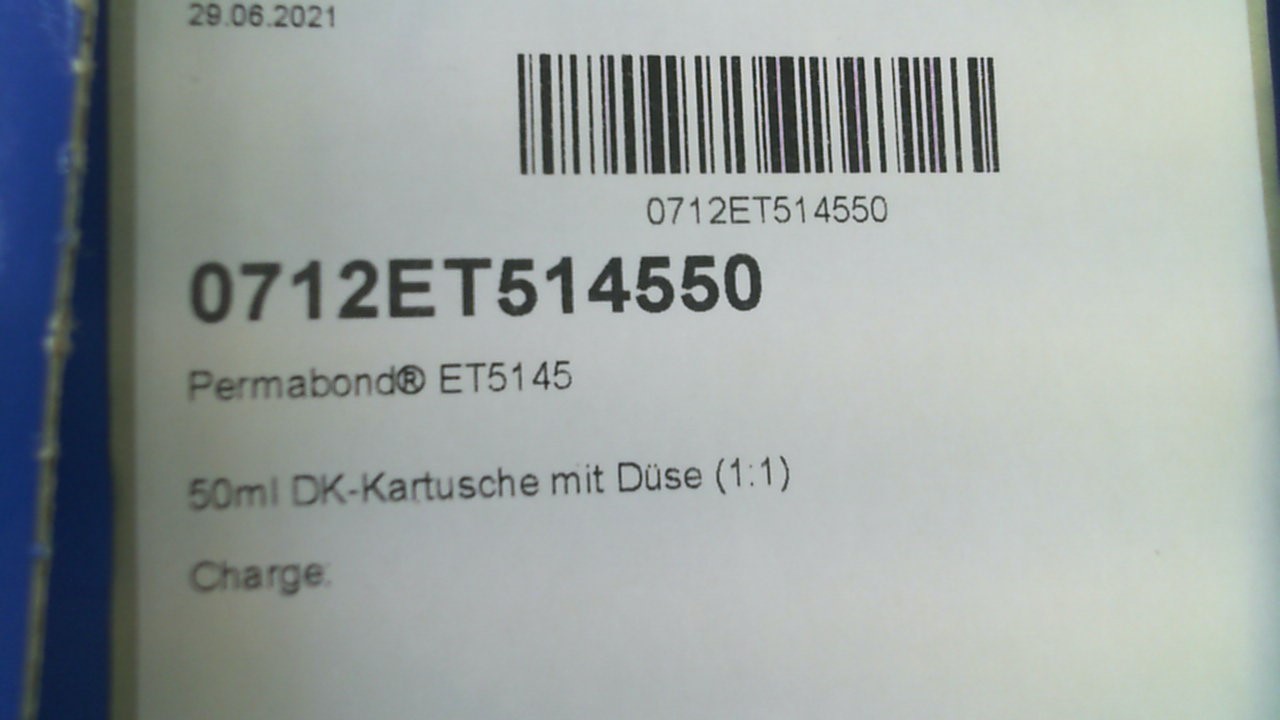 29.06.2021
0712ET514550
0712ET514550
Permabond® ET5145
50ml DK-Kartusche mit Düse (1:1)
Charge: